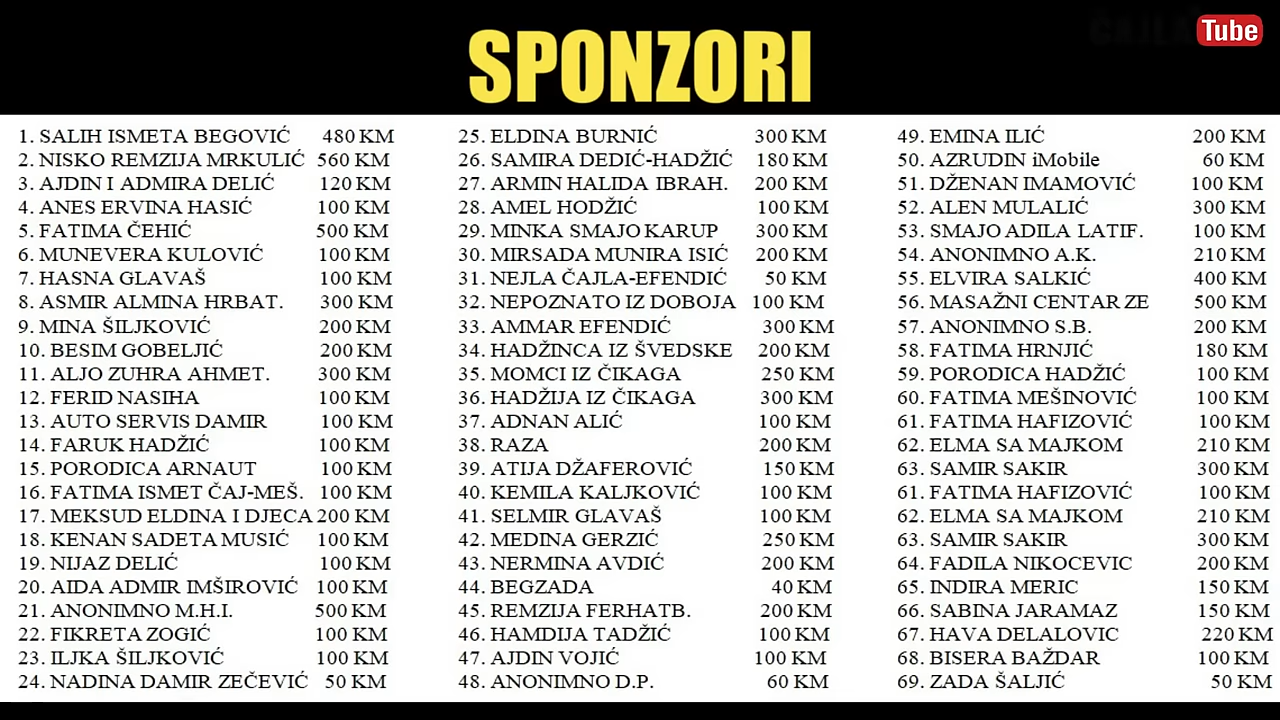 Tube
SPONZORI
1. SALIH ISMETA BEGOVIĆ 480 KM
2. NISKO REMZIJA MRKULIĆ 560 KM
3. AJDIN I ADMIRA DELIĆ 120 KM
4. ANES ERVINA HASIĆ 100 KM
5. FATIMA ČEHIĆ 500 KM
6. MUNEVERA KULOVIĆ 100 KM
7. HASNA GLAVAŠ 100 KM
8. ASMIR ALMINA HRBAT. 300 KM
9. MINA ŠILJKOVIĆ 200 KM
10. BESIM GOBELJIĆ 200 KM
11. ALJO ZUHRA AHMET. 300 KM
12. FERID NASIHA 100 KM
13. AUTO SERVIS DAMIR 100 KM
14. FARUK HADŽIĆ 100 KM
15. PORODICA ARNAUT 100 KM
16. FATIMA ISMET ČAJ-MEŠ. 100 KM
17. MEKSUD ELDINA I DJECA 200 KM
18. KENAN SADETA MUSIĆ 100 KM
19. NIJAZ DELIĆ 100 KM
20. AIDA ADMIR IMŠIROVIĆ 100 KM
21. ANONIMNO M.H.I. 500 KM
22. FIKRETA ZOGIĆ 100 KM
23. ILJKA ŠILJKOVIĆ 100 KM
24. NADINA DAMIR ZEČEVIĆ 50 KM
25. ELDINA BURNIĆ 300 KM
26. SAMIRA DEDIĆ-HADŽIĆ 180 KM
27. ARMIN HALIDA IBRAH. 200 KM
28. AMEL HODŽIĆ 100 KM
29. MINKA SMAJO KARUP 300 KM
30. MIRSADA MUNIRA ISIĆ 200 KM
31. NEJLA ČAJLA-EFENDIĆ 50 KM
32. NEPOZNATO IZ DOBOJA 100 KM
33. AMMAR EFENDIĆ 300 KM
34. HADŽINCA IZ ŠVEDSKE 200 KM
35. MOMCI IZ ČIKAGA 250 KM
36. HADŽIJA IZ ČIKAGA 300 KM
37. ADNAN ALIĆ 100 KM
38. RAZA 200 KM
39. ATIJA DŽAFEROVIĆ 150 KM
40. KEMILA KALJKOVIĆ 100 KM
41. SELMIR GLAVAŠ 100 KM
42. MEDINA GERZIĆ 250 KM
43. NERMINA AVDIĆ 200 KM
44. BEGZADA 40 KM
45. REMZIJA FERHATB. 200 KM
46. HAMDIJA TADŽIĆ 100 KM
47. AJDIN VOJIĆ 100 KM
48. ANONIMNO D.P. 60 KM
49. EMINA ILIĆ 200 KM
50. AZRUDIN iMobile 60 KM
51. DŽENAN IMAMOVIĆ 100 KM
52. ALEN MULALIĆ 300 KM
53. SMAJO ADILA LATIF. 100 KM
54. ANONIMNO A.K. 210 KM
55. ELVIRA SALKIĆ 400 KM
56. MASAŽNI CENTAR ZE 500 KM
57. ANONIMNO S.B. 200 KM
58. FATIMA HRNJIĆ 180 KM
59. PORODICA HADŽIĆ 100 KM
60. FATIMA MEŠINOVIĆ 100 KM
61. FATIMA HAFIZOVIĆ 100 KM
62. ELMA SA MAJKOM 210 KM
63. SAMIR SAKIR 300 KM
61. FATIMA HAFIZOVIĆ 100 KM
62. ELMA SA MAJKOM 210 KM
63. SAMIR SAKIR 300 KM
64. FADILA NIKOCEVIC 200 KM
65. INDIRA MERIC 150 KM
66. SABINA JARAMAZ 150 KM
67. HAVA DELALOVIC 220 KM
68. BISERA BAŽDAR 100 KM
69. ZADA ŠALJIĆ 50 KM